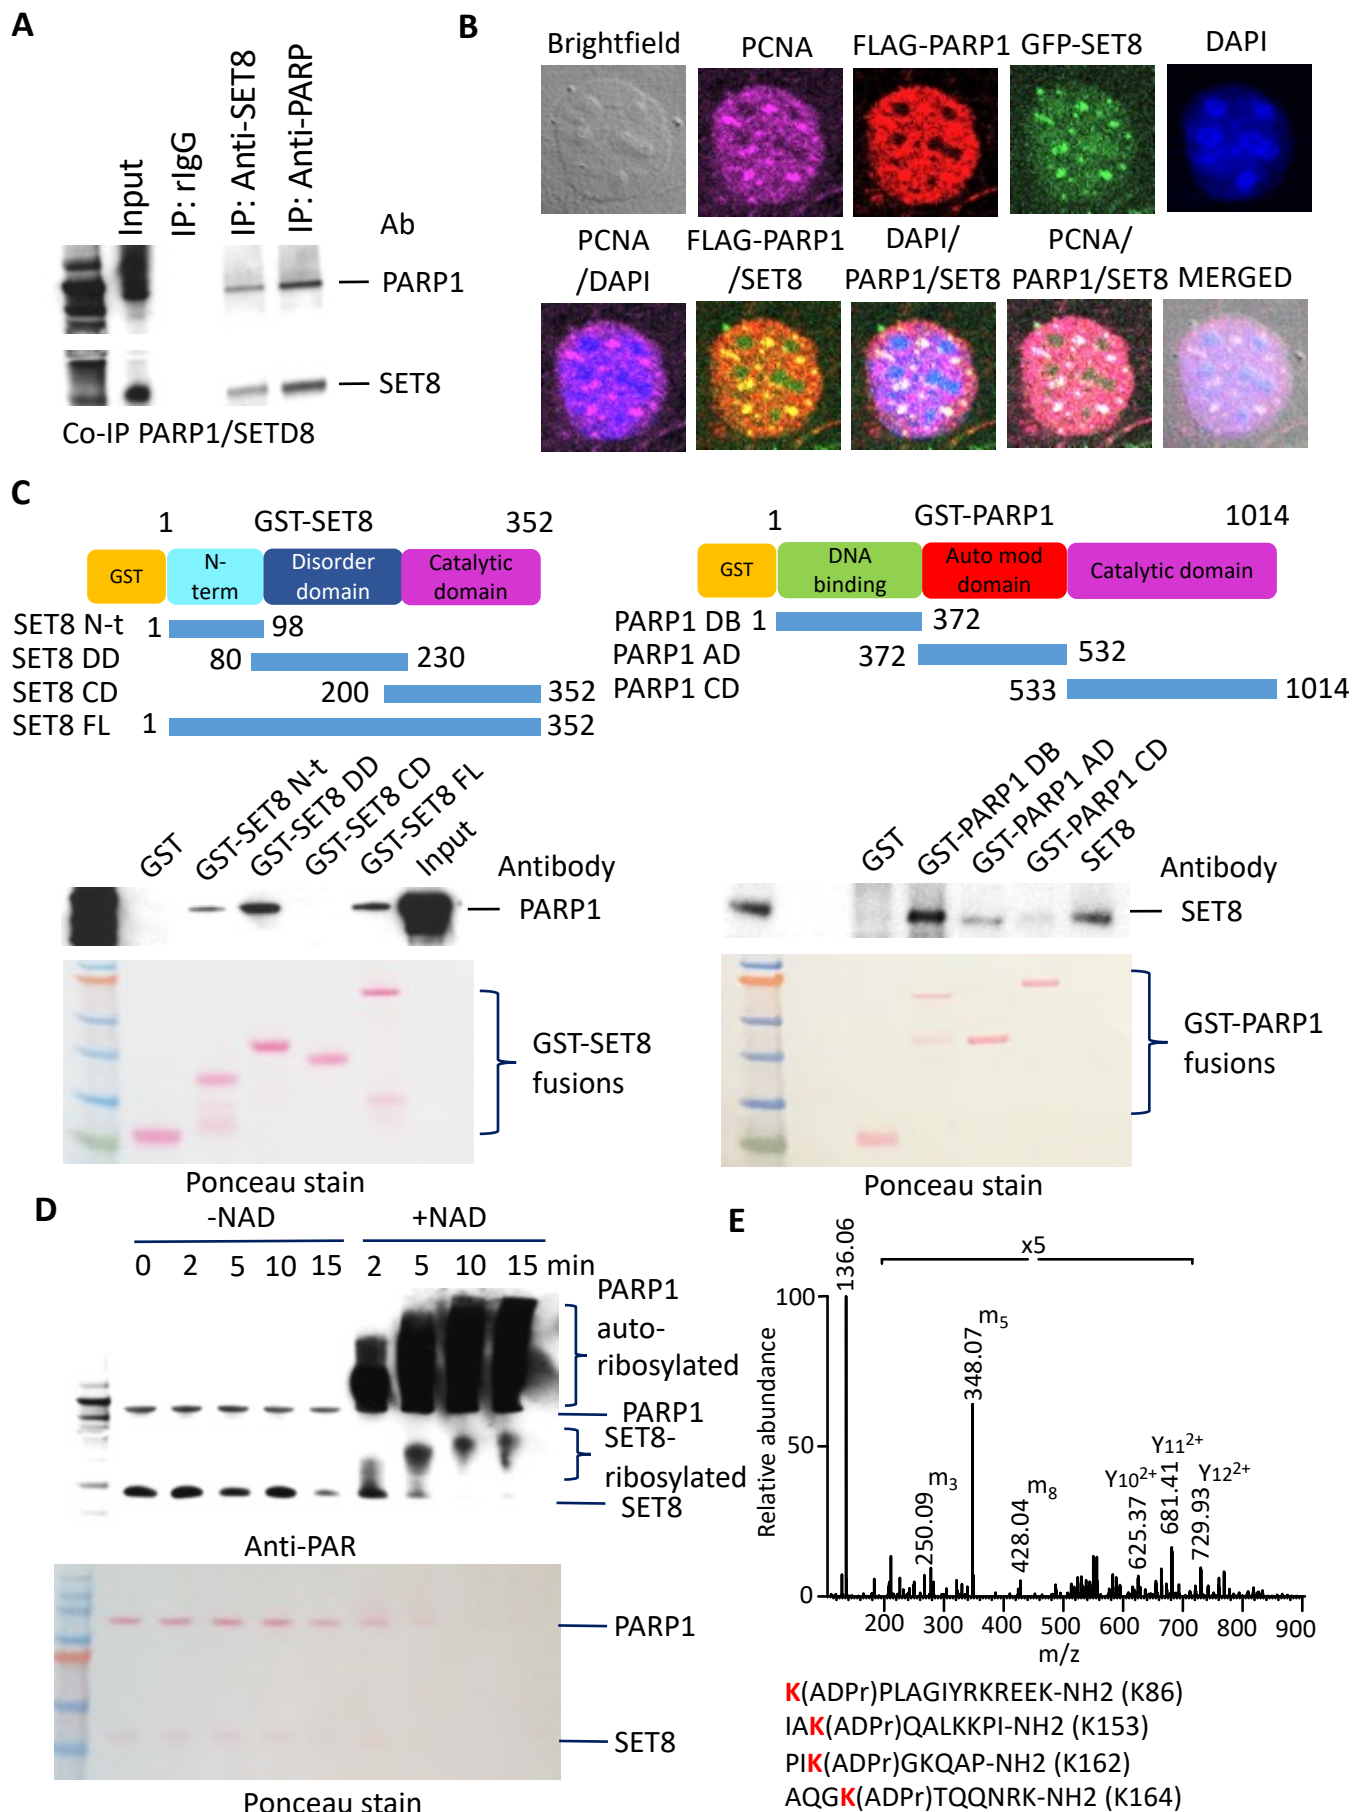 A
IP: Anti-SET8
IP: Anti-PARP
Input
IP: rIgG
Ab
PARP1
SET8
Co-IP PARP1/SETD8
B
Brightfield
PCNA
FLAG-PARP1
GFP-SET8
DAPI
PCNA
/DAPI
FLAG-PARP1
/SET8
DAPI/
PARP1/SET8
PCNA/
PARP1/SET8
MERGED
C
1 GST-SET8 352
GST
N-
term
Disorder
domain
Catalytic
domain
SET8 N-t 1 98
SET8 DD 80 230
SET8 CD 200 352
SET8 FL 1 352
1 GST-PARP1 1014
GST
DNA
binding
Auto mod
domain
Catalytic domain
PARP1 DB 1 372
PARP1 AD 372 532
PARP1 CD 533 1014
GST
GST-SET8 N-t
GST-SET8 DD
GST-SET8 CD
GST-SET8 FL
Input
Antibody
PARP1
GST-SET8
fusions
Ponceau stain
GST
GST-PARP1 DB
GST-PARP1 AD
GST-PARP1 CD
SET8
Antibody
SET8
GST-PARP1
fusions
Ponceau stain
D
-NAD +NAD
0 2 5 10 15 2 5 10 15 min
PARP1
auto-
ribosylated
PARP1
SET8-
ribosylated
SET8
Anti-PAR
PARP1
SET8
Ponceau stain
E
x5
136.06
348.07 m5
250.09 m3
428.04 m8
Y10 2+ 625.37
Y11 2+ 681.41
Y12 2+ 729.93
Relative abundance
100
50
0
200 300 400 500 600 700 800 900
m/z
K(ADPr)PLAGIYRKREEK-NH2 (K86)
IAK(ADPr)QALKKPI-NH2 (K153)
PIK(ADPr)GKQAP-NH2 (K162)
AQGK(ADPr)TQQNRK-NH2 (K164)